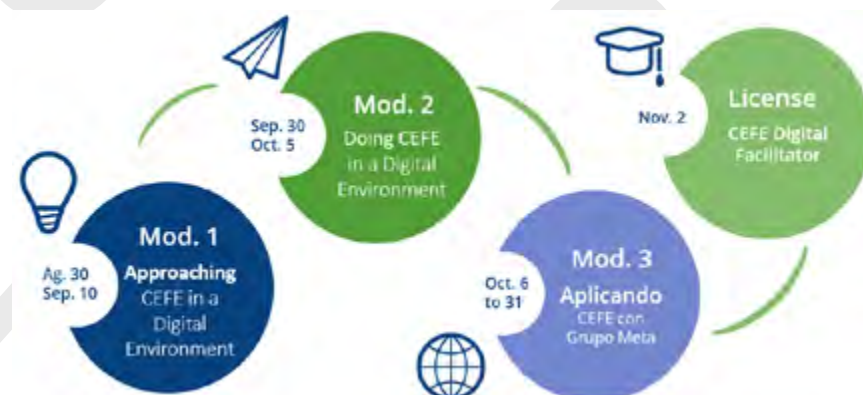 Ag. 30
Sep. 10
Mod. 1
Approaching
CEFE in a
Digital
Environment
Sep. 30
Oct. 5
Mod. 2
Doing CEFE
in a Digital
Environment
Oct. 6
to 31
Mod. 3
Aplicando
CEFE con
Grupo Meta
Nov. 2
License
CEFE Digital
Facilitator